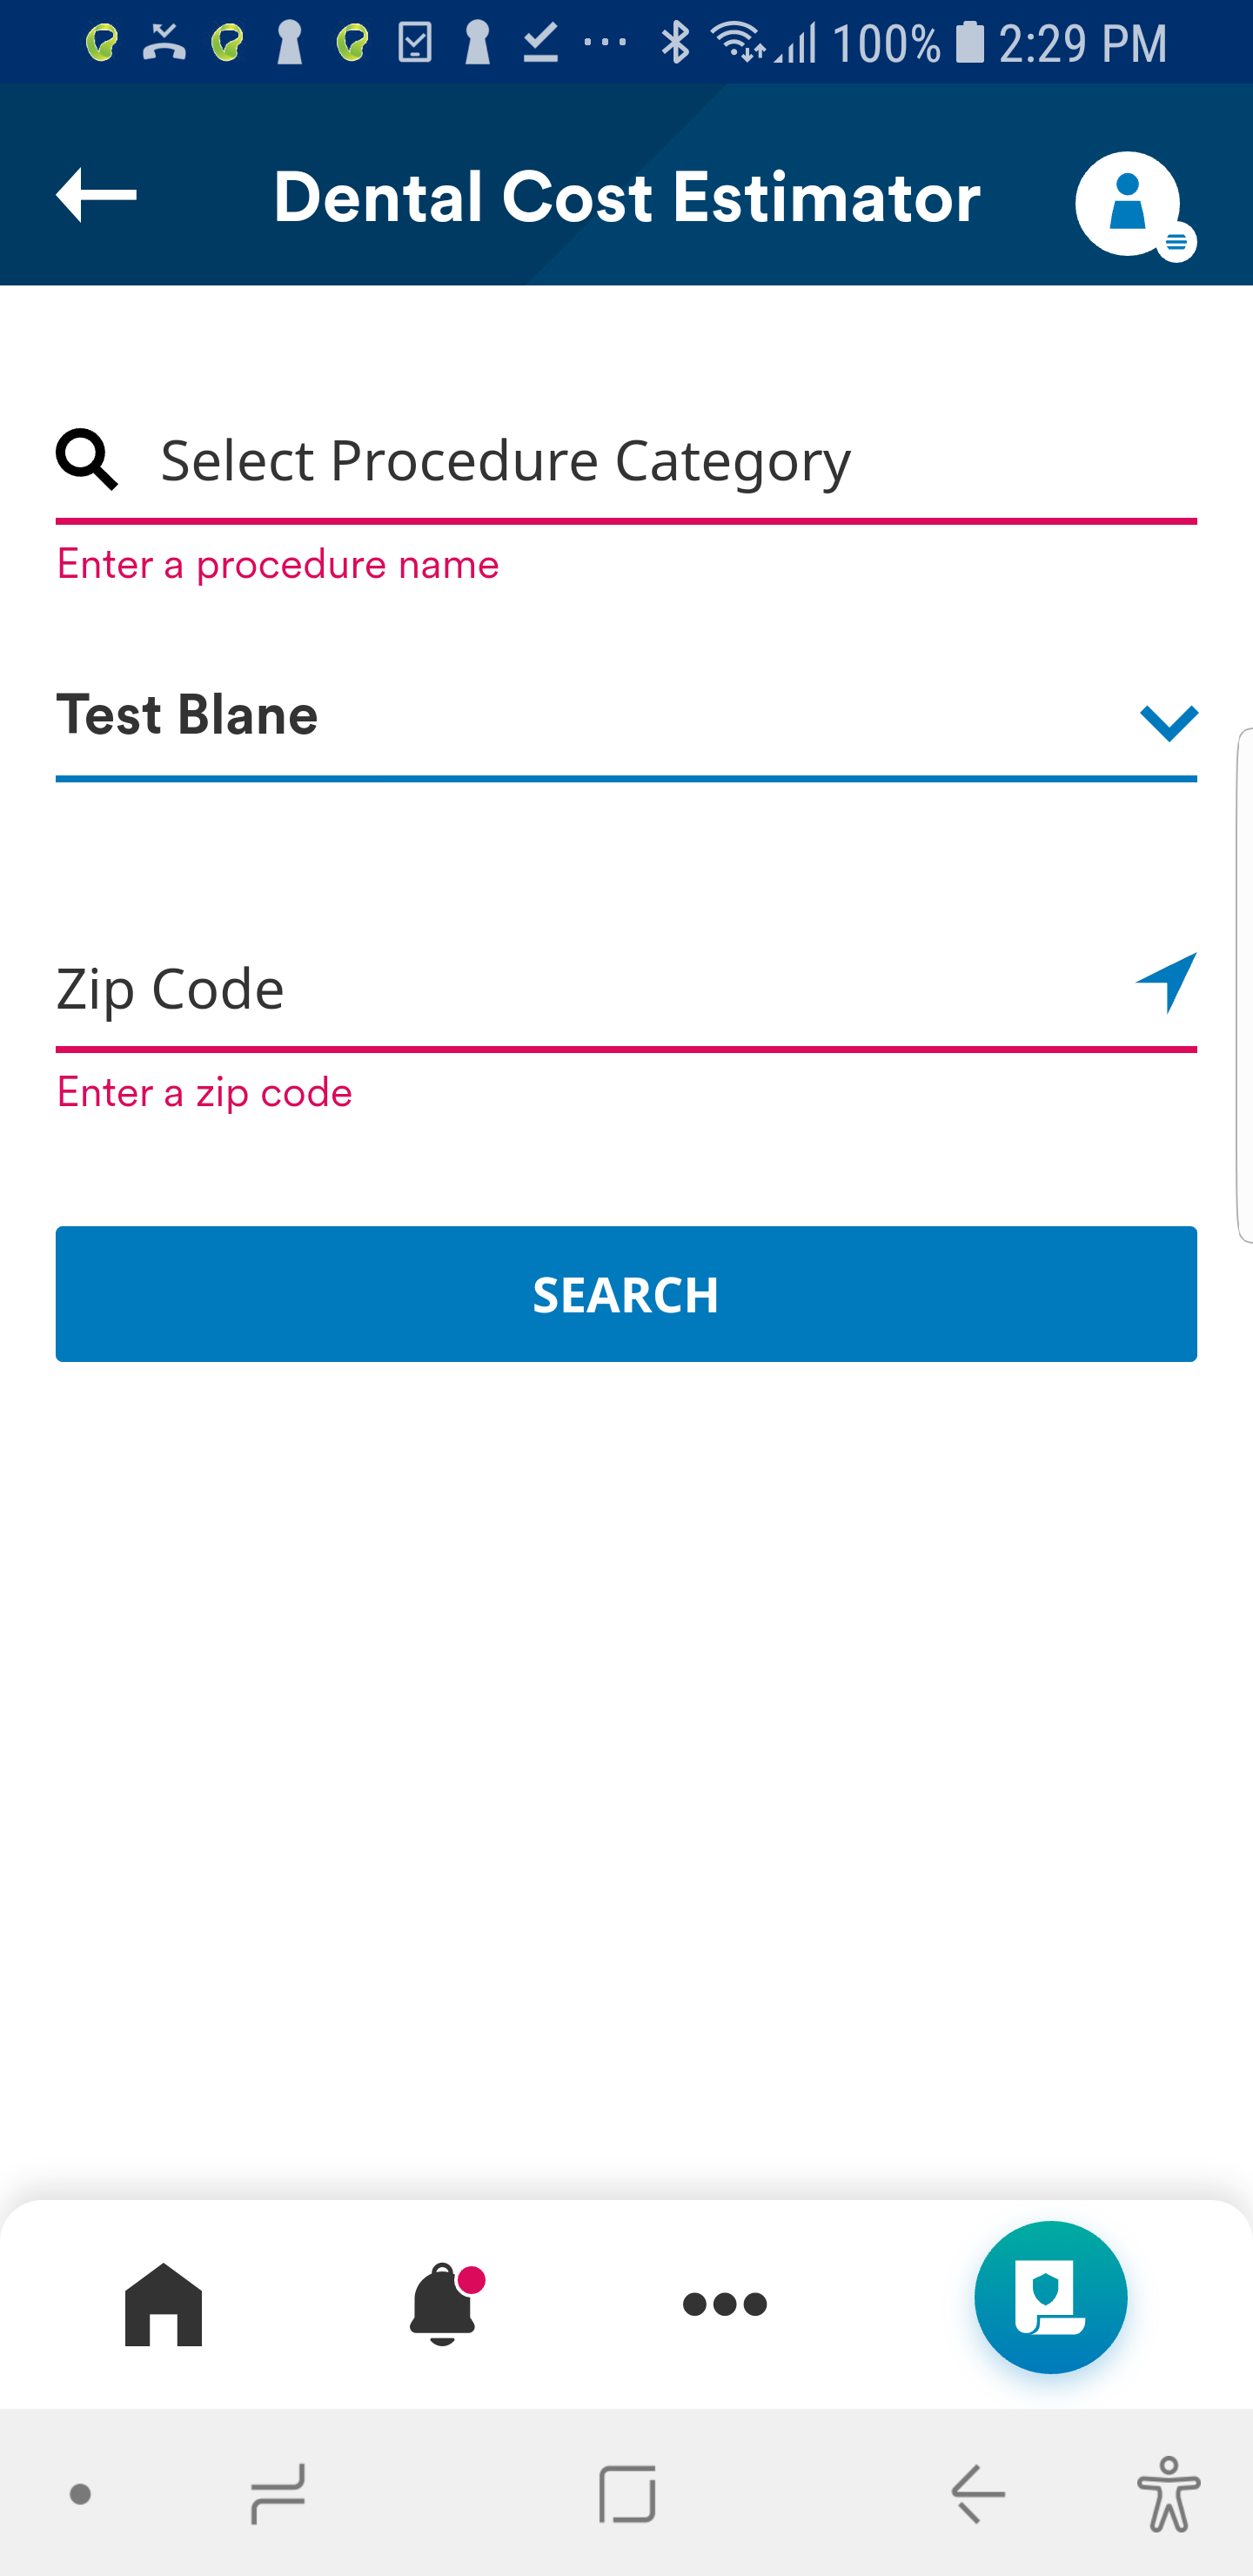 100% 2:29 PM
Dental Cost Estimator
Select Procedure Category
Enter a procedure name
Test Blane
Zip Code
Enter a zip code
SEARCH